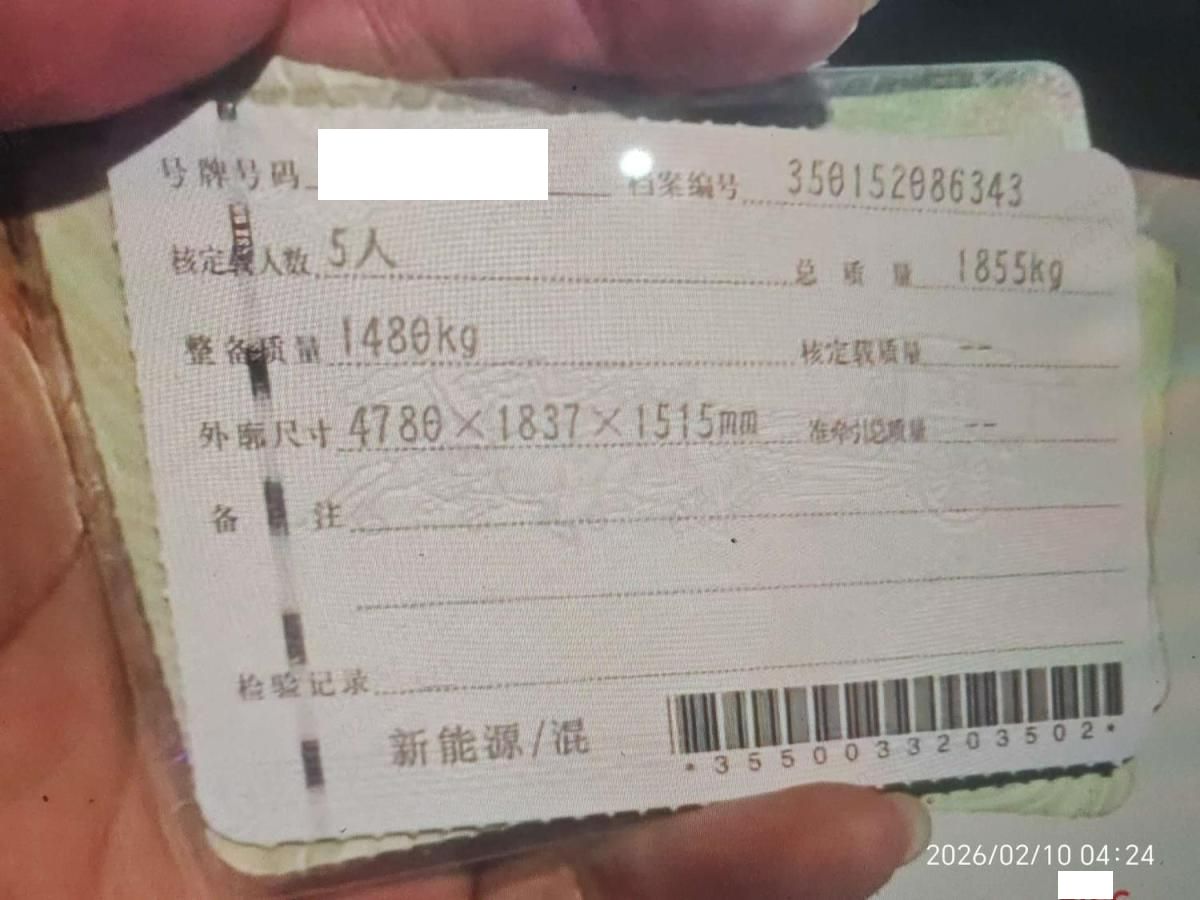 号牌号码 档案编号 350152086343
核定载人数 5人 总质量 1855kg
整备质量 1480kg 核定载质量 --
外廓尺寸 4780×1837×1515mm 准牵引总质量 --
备注
检验记录
新能源/混
*3550033203502*
2026/02/10 04:24